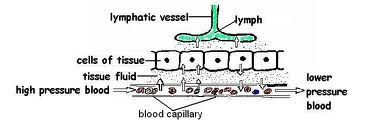 lymphatic vessel
lymph
cells of tissue
tissue fluid
high pressure blood
lower
pressure
blood
blood capillary